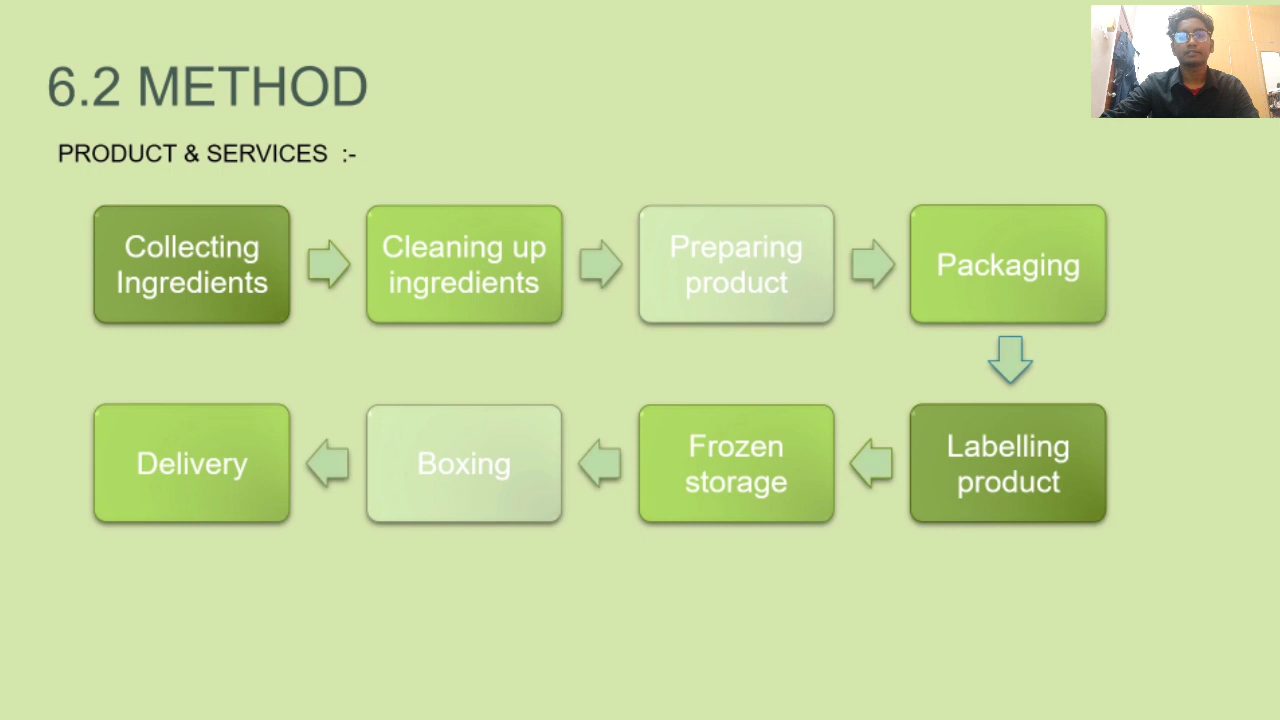 6.2 METHOD
PRODUCT & SERVICES :-
Collecting
Ingredients
Cleaning up
ingredients
Preparing
product
Packaging
Labelling
product
Frozen
storage
Boxing
Delivery